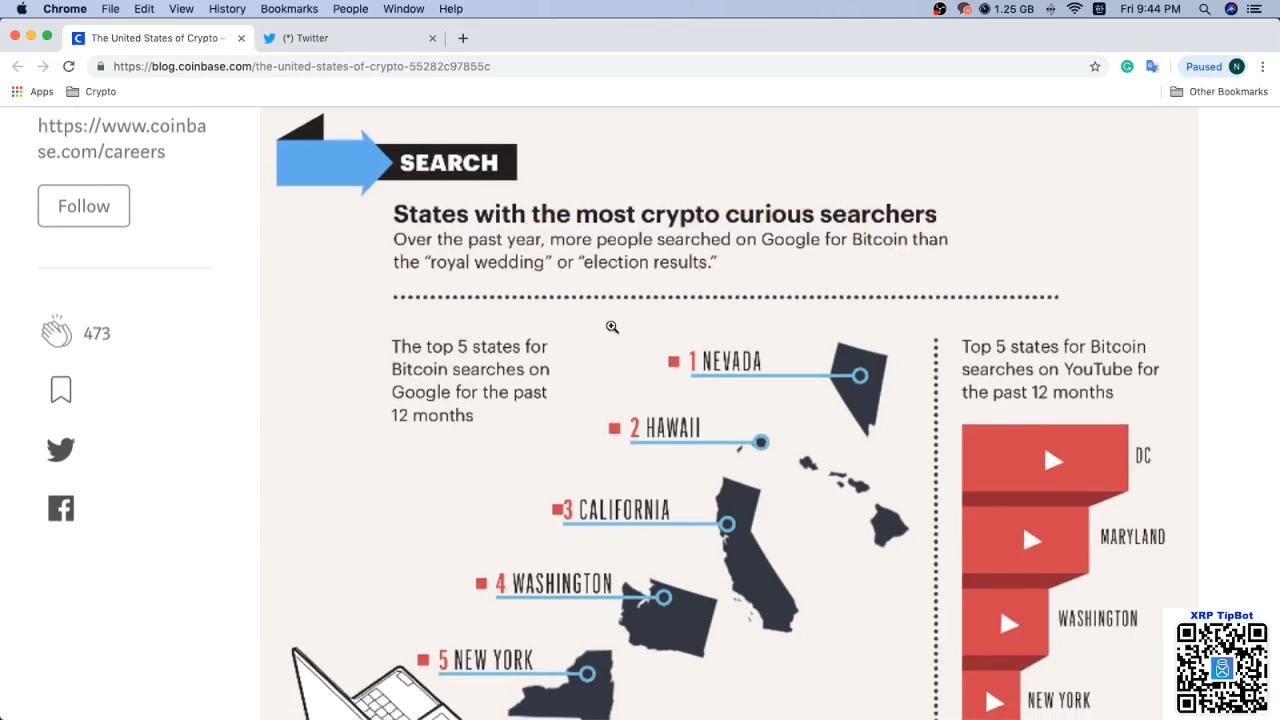 Chrome File Edit View History Bookmarks People Window Help 1.25 GB Fri 9:44 PM
The United States of Crypto – (*) Twitter
https://blog.coinbase.com/the-united-states-of-crypto-55282c97855c Paused N
Apps Crypto Other Bookmarks
https://www.coinba
se.com/careers
Follow
473
SEARCH
States with the most crypto curious searchers
Over the past year, more people searched on Google for Bitcoin than
the “royal wedding” or “election results.”
The top 5 states for
Bitcoin searches on
Google for the past
12 months
1 NEVADA
2 HAWAII
3 CALIFORNIA
4 WASHINGTON
5 NEW YORK
Top 5 states for Bitcoin
searches on YouTube for
the past 12 months
DC
MARYLAND
WASHINGTON
NEW YORK
XRP TipBot